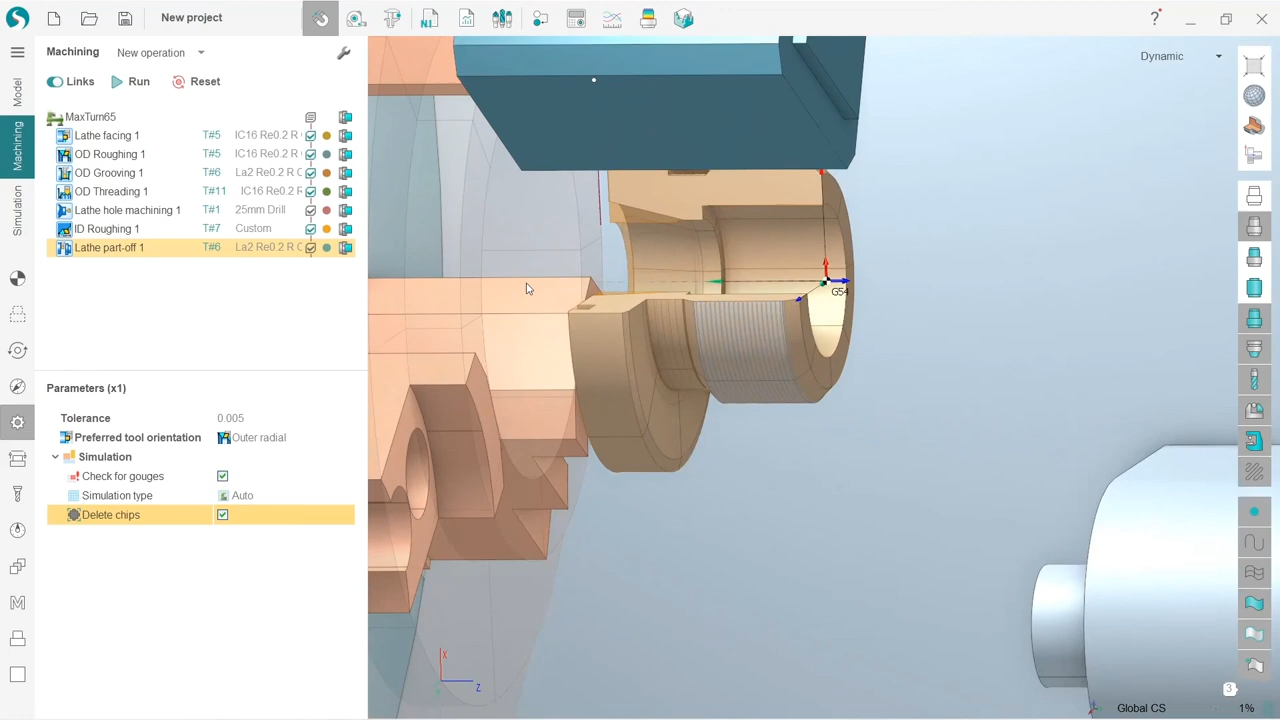 New project
Machining
New operation
Links
Run
Reset
Dynamic
Model
Machining
Simulation
MaxTurn65
Lathe facing 1 T#5 IC16 Re0.2 R
OD Roughing 1 T#5 IC16 Re0.2 R
OD Grooving 1 T#6 La2 Re0.2 R C
OD Threading 1 T#11 IC16 Re0.2 F
Lathe hole machining 1 T#1 25mm Drill
ID Roughing 1 T#7 Custom
Lathe part-off 1 T#6 La2 Re0.2 R C
G54
Parameters (x1)
Tolerance 0.005
Preferred tool orientation Outer radial
Simulation
Check for gouges
Simulation type Auto
Delete chips
X
Z
3
Global CS 1%